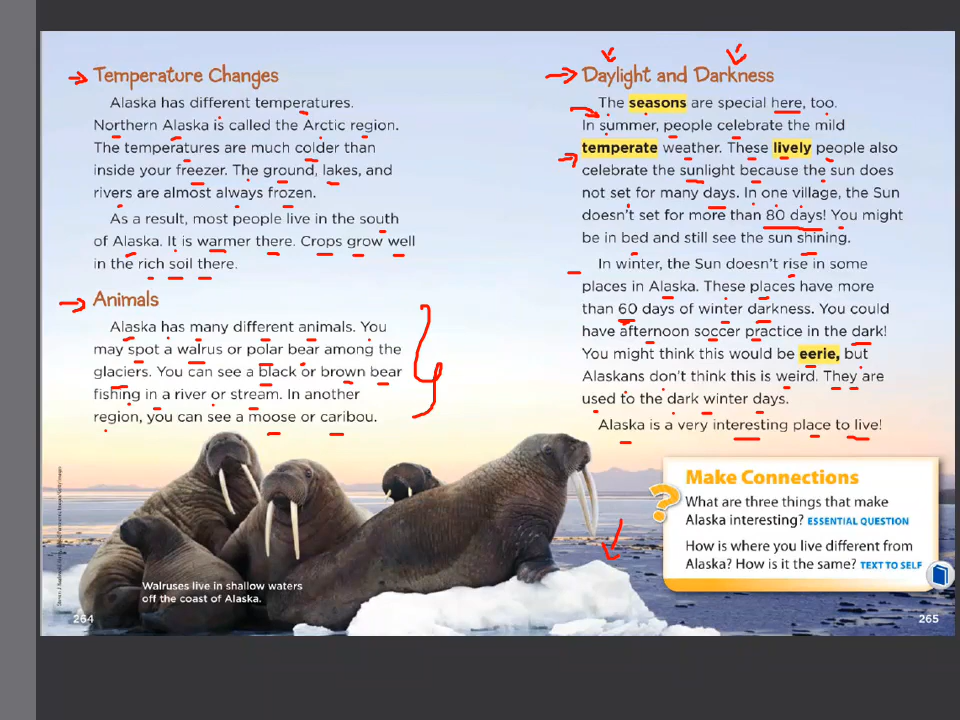 Temperature Changes
Alaska has different temperatures.
Northern Alaska is called the Arctic region.
The temperatures are much colder than
inside your freezer. The ground, lakes, and
rivers are almost always frozen.
As a result, most people live in the south
of Alaska. It is warmer there. Crops grow well
in the rich soil there.
Animals
Alaska has many different animals. You
may spot a walrus or polar bear among the
glaciers. You can see a black or brown bear
fishing in a river or stream. In another
region, you can see a moose or caribou.
Walruses live in shallow waters
off the coast of Alaska.
264
Daylight and Darkness
The seasons are special here, too.
In summer, people celebrate the mild
temperate weather. These lively people also
celebrate the sunlight because the sun does
not set for many days. In one village, the Sun
doesn't set for more than 80 days! You might
be in bed and still see the sun shining.
In winter, the Sun doesn't rise in some
places in Alaska. These places have more
than 60 days of winter darkness. You could
have afternoon soccer practice in the dark!
You might think this would be eerie, but
Alaskans don't think this is weird. They are
used to the dark winter days.
Alaska is a very interesting place to live!
?
Make Connections
What are three things that make
Alaska interesting? ESSENTIAL QUESTION
How is where you live different from
Alaska? How is it the same? TEXT TO SELF
265